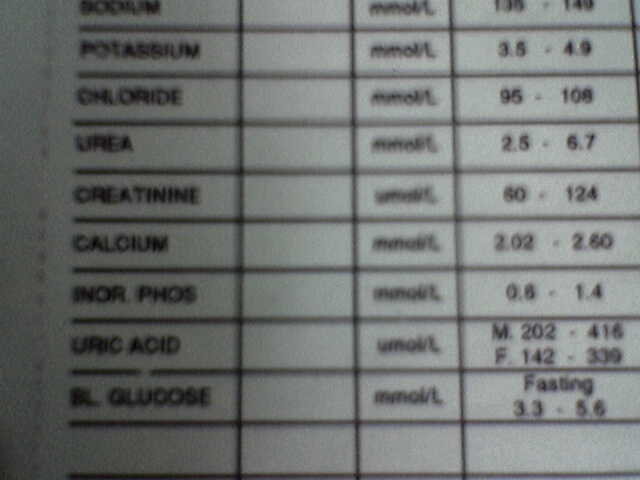 SODIUM mmol/L 135 - 149
POTASSIUM mmol/L 3.5 - 4.9
CHLORIDE mmol/L 95 - 108
UREA mmol/L 2.5 - 6.7
CREATININE umol/L 60 - 124
CALCIUM mmol/L 2.02 - 2.60
INOR. PHOS mmol/L 0.6 - 1.4
URIC ACID umol/L M. 202 - 416
F. 142 - 339
BL. GLUCOSE mmol/L Fasting
3.3 - 5.6